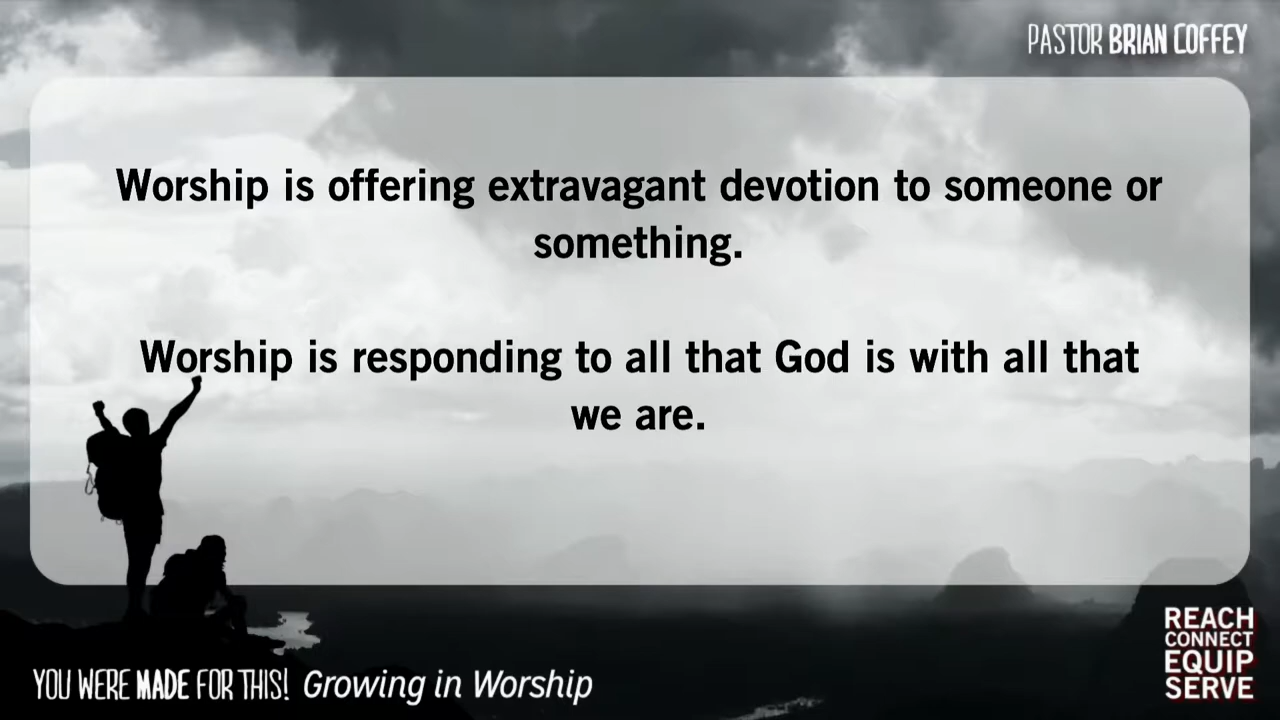 PASTOR BRIAN COFFEY
Worship is offering extravagant devotion to someone or
something.
Worship is responding to all that God is with all that
we are.
YOU WERE MADE FOR THIS! Growing in Worship
REACH
CONNECT
EQUIP
SERVE